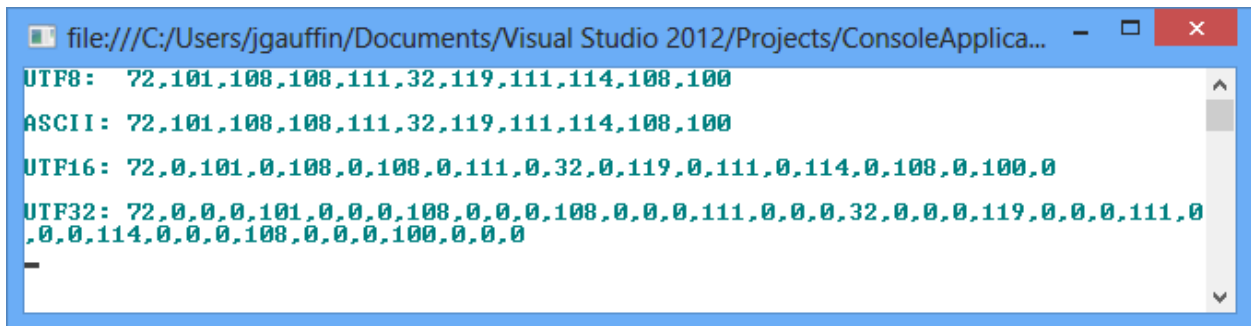 file:///C:/Users/jgauffin/Documents/Visual Studio 2012/Projects/ConsoleApplica...
UTF8:  72,101,108,108,111,32,119,111,114,108,100
ASCII: 72,101,108,108,111,32,119,111,114,108,100
UTF16: 72,0,101,0,108,0,108,0,111,0,32,0,119,0,111,0,114,0,108,0,100,0
UTF32: 72,0,0,0,101,0,0,0,108,0,0,0,108,0,0,0,111,0,0,0,32,0,0,0,119,0,0,0,111,0
,0,0,114,0,0,0,108,0,0,0,100,0,0,0